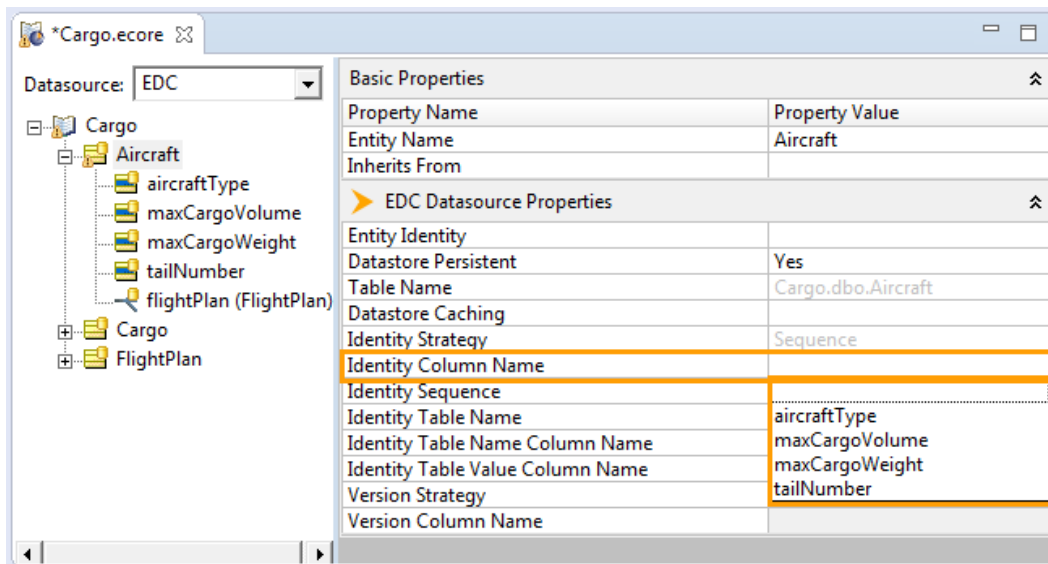 *Cargo.ecore
Datasource: EDC
Cargo
Aircraft
aircraftType
maxCargoVolume
maxCargoWeight
tailNumber
flightPlan (FlightPlan)
Cargo
FlightPlan
Basic Properties
Property Name Property Value
Entity Name Aircraft
Inherits From
EDC Datasource Properties
Entity Identity
Datastore Persistent Yes
Table Name Cargo.dbo.Aircraft
Datastore Caching
Identity Strategy Sequence
Identity Column Name
Identity Sequence
Identity Table Name aircraftType
Identity Table Name Column Name maxCargoVolume
Identity Table Value Column Name maxCargoWeight
Version Strategy tailNumber
Version Column Name